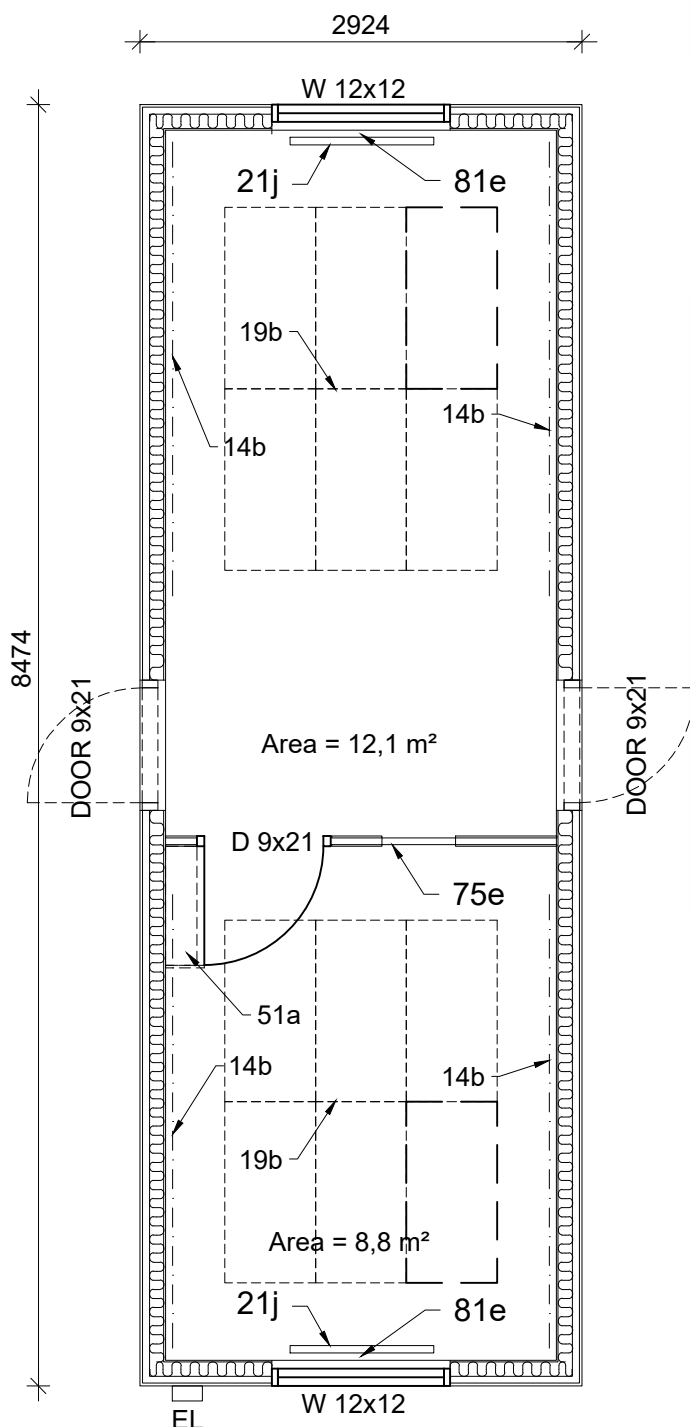 2924
W 12x12
21j
81e
19b
14b
14b
8474
DOOR 9x21
DOOR 9x21
Area = 12,1 m²
D 9x21
75e
51a
14b
14b
19b
Area = 8,8 m²
21j
81e
W 12x12
EL